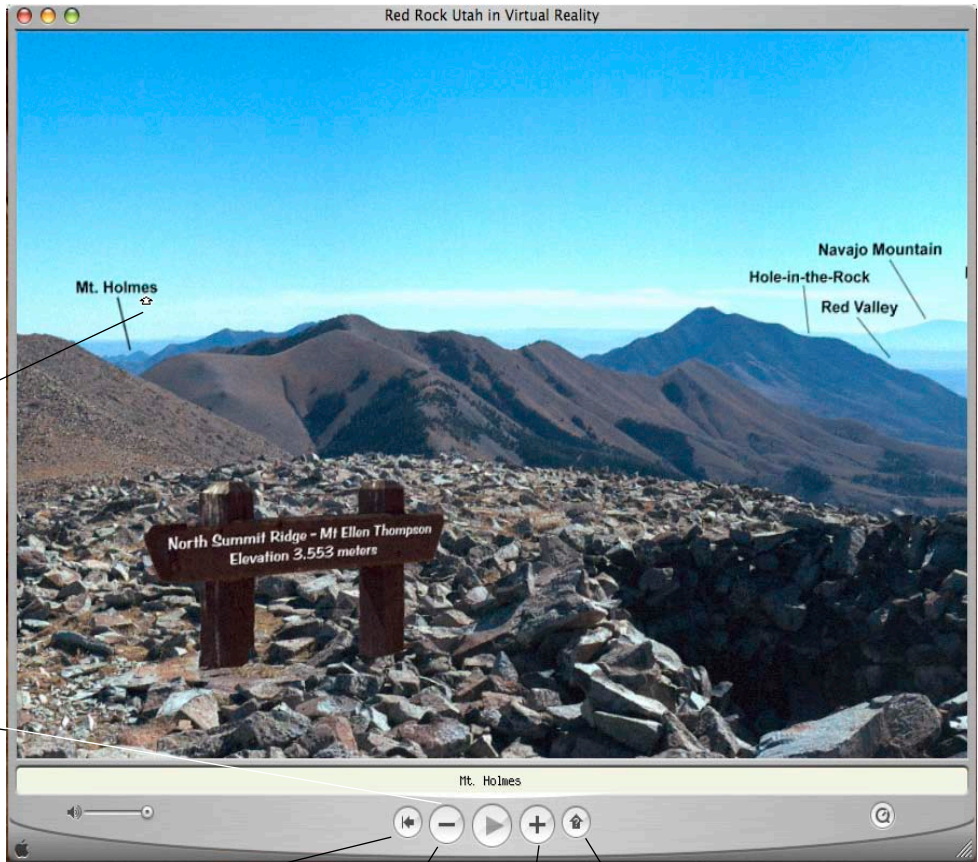 Red Rock Utah in Virtual Reality
Navajo Mountain
Hole-in-the-Rock
Mt. Holmes
Red Valley
North Summit Ridge - Mt Ellen Thompson
Elevation 3.553 meters
Mt. Holmes